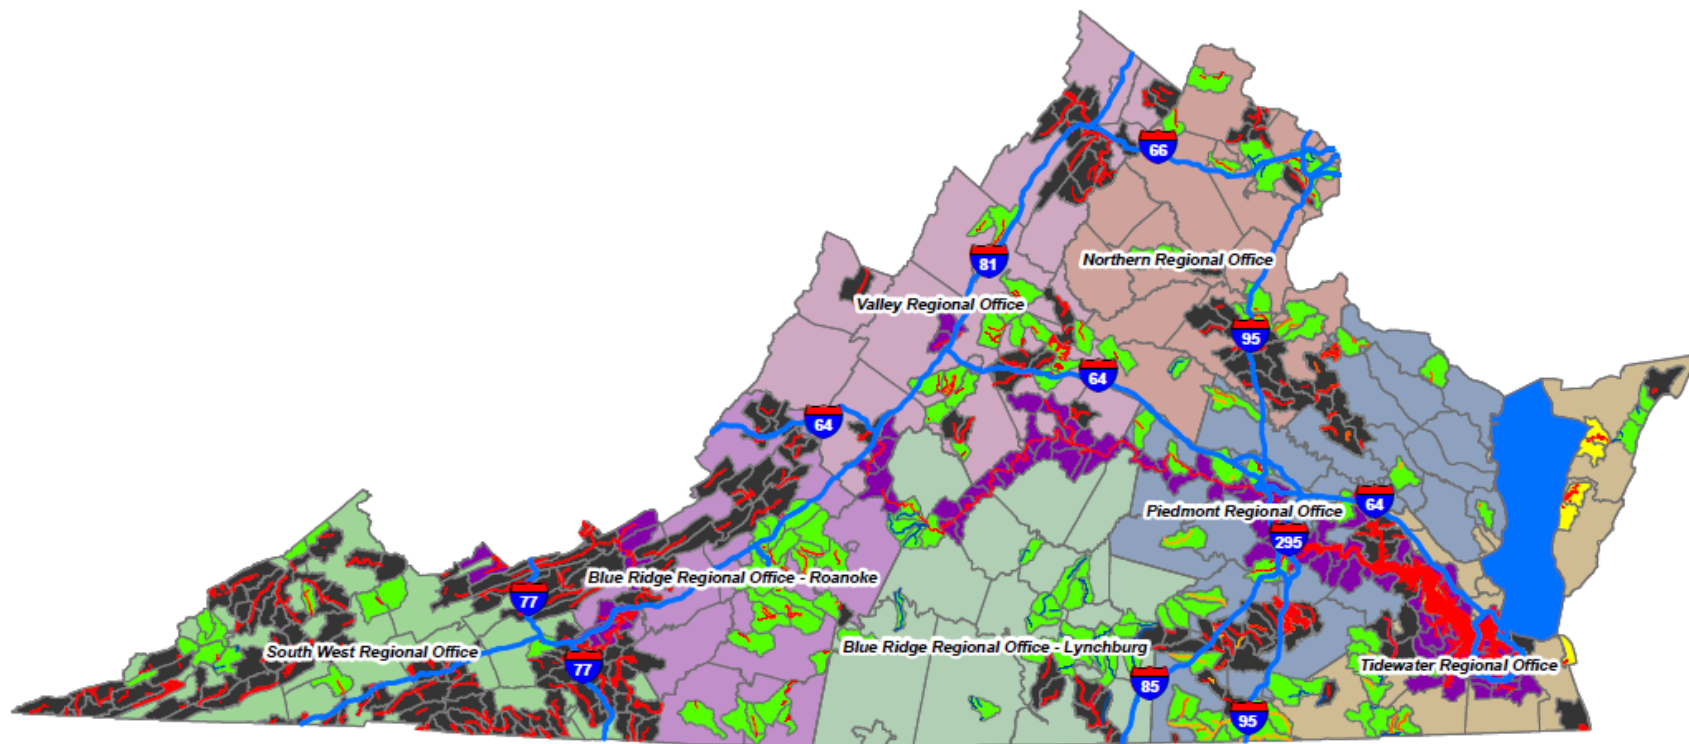 66
81
Northern Regional Office
Valley Regional Office
95
64
64
64
Piedmont Regional Office
295
Blue Ridge Regional Office - Roanoke
77
South West Regional Office
Blue Ridge Regional Office - Lynchburg
77
Tidewater Regional Office
85
95